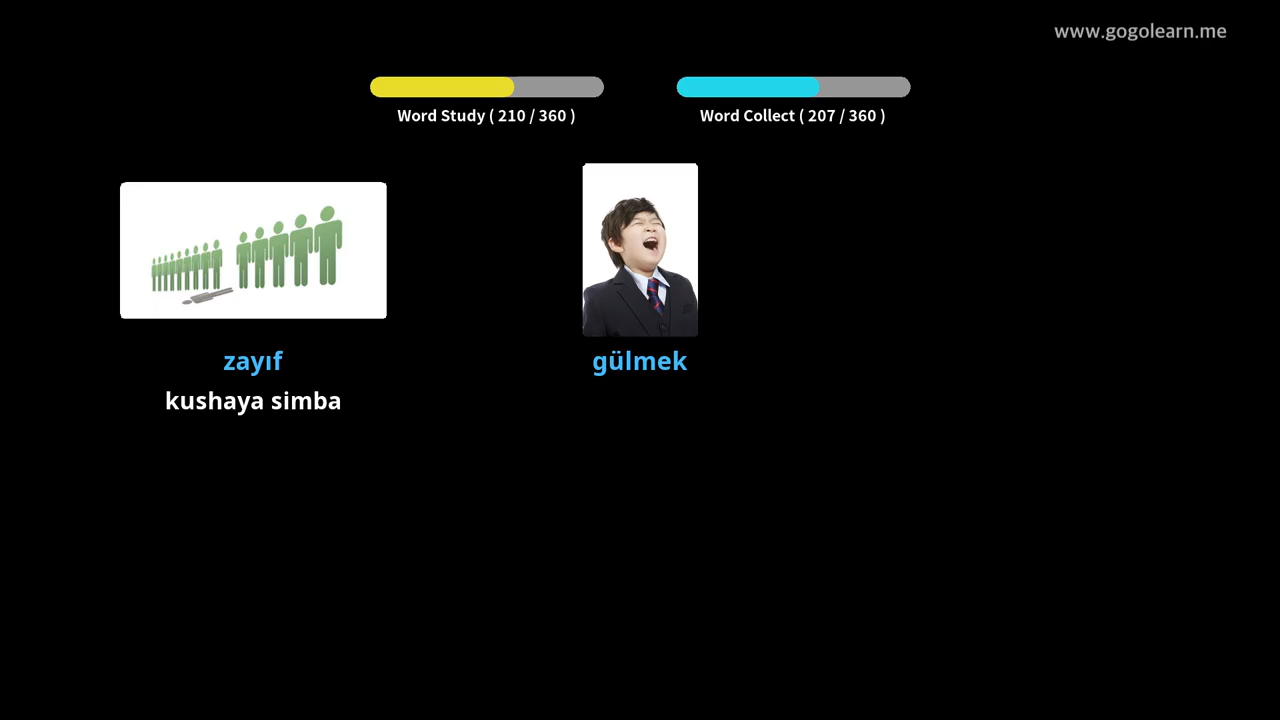 www.gogolearn.me
Word Study ( 210 / 360 )
Word Collect ( 207 / 360 )
zayıf
kushaya simba
gülmek